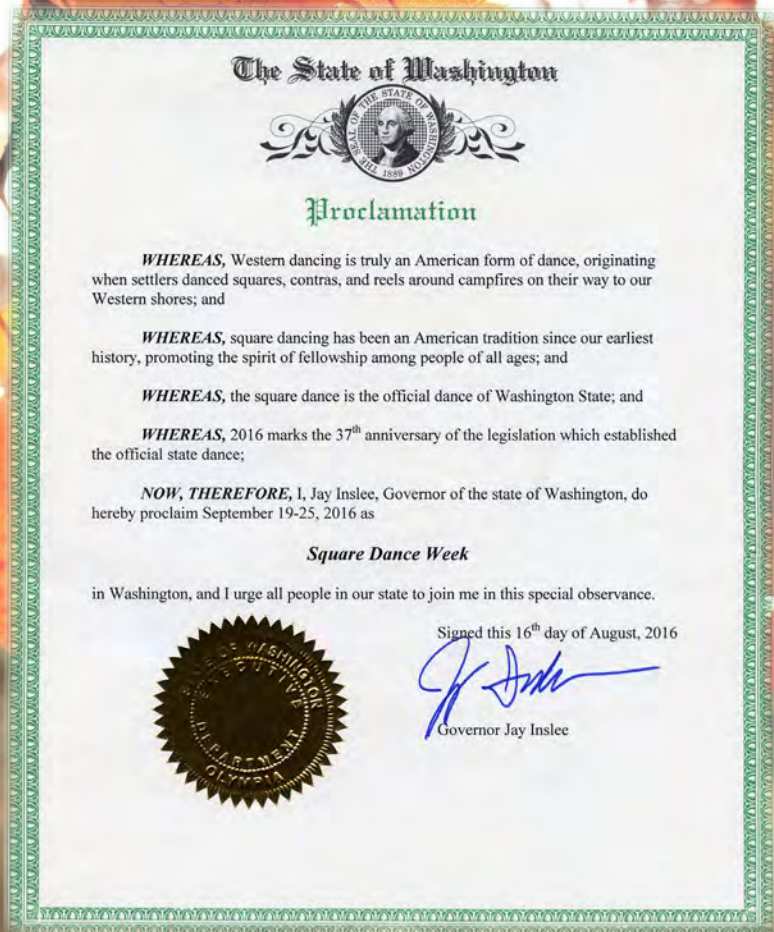 The State of Washington
THE SEAL OF THE STATE OF WASHINGTON
1889
Proclamation
WHEREAS, Western dancing is truly an American form of dance, originating
when settlers danced squares, contras, and reels around campfires on their way to our
Western shores; and
WHEREAS, square dancing has been an American tradition since our earliest
history, promoting the spirit of fellowship among people of all ages; and
WHEREAS, the square dance is the official dance of Washington State; and
WHEREAS, 2016 marks the 37th anniversary of the legislation which established
the official state dance;
NOW, THEREFORE, I, Jay Inslee, Governor of the state of Washington, do
hereby proclaim September 19-25, 2016 as
Square Dance Week
in Washington, and I urge all people in our state to join me in this special observance.
Signed this 16th day of August, 2016
Governor Jay Inslee
STATE OF WASHINGTON
EXECUTIVE
DEPARTMENT
OLYMPIA